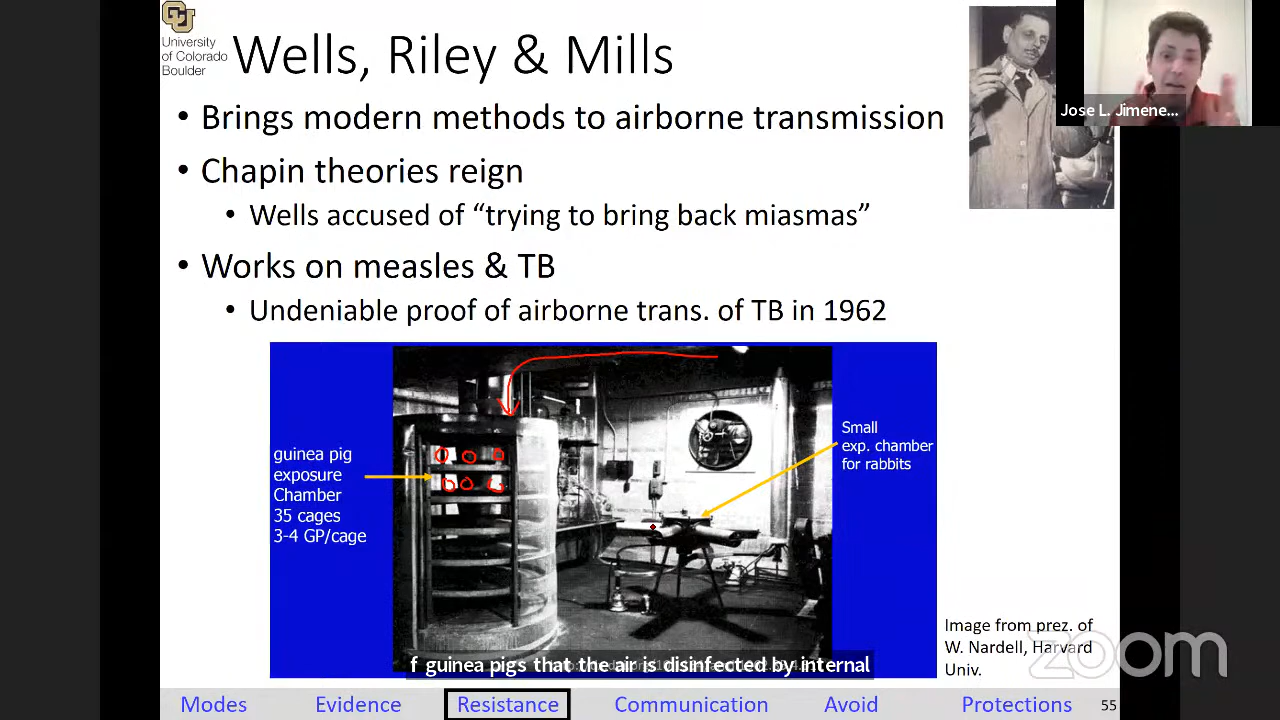 University
of Colorado
Boulder
Wells, Riley & Mills
Jose L. Jimene...
• Brings modern methods to airborne transmission
• Chapin theories reign
• Wells accused of “trying to bring back miasmas”
• Works on measles & TB
• Undeniable proof of airborne trans. of TB in 1962
guinea pig
exposure
Chamber
35 cages
3-4 GP/cage
Small
exp. chamber
for rabbits
f guinea pigs that the air is disinfected by internal
Image from prez. of
W. Nardell, Harvard
Univ.
zoom
Modes Evidence Resistance Communication Avoid Protections 55